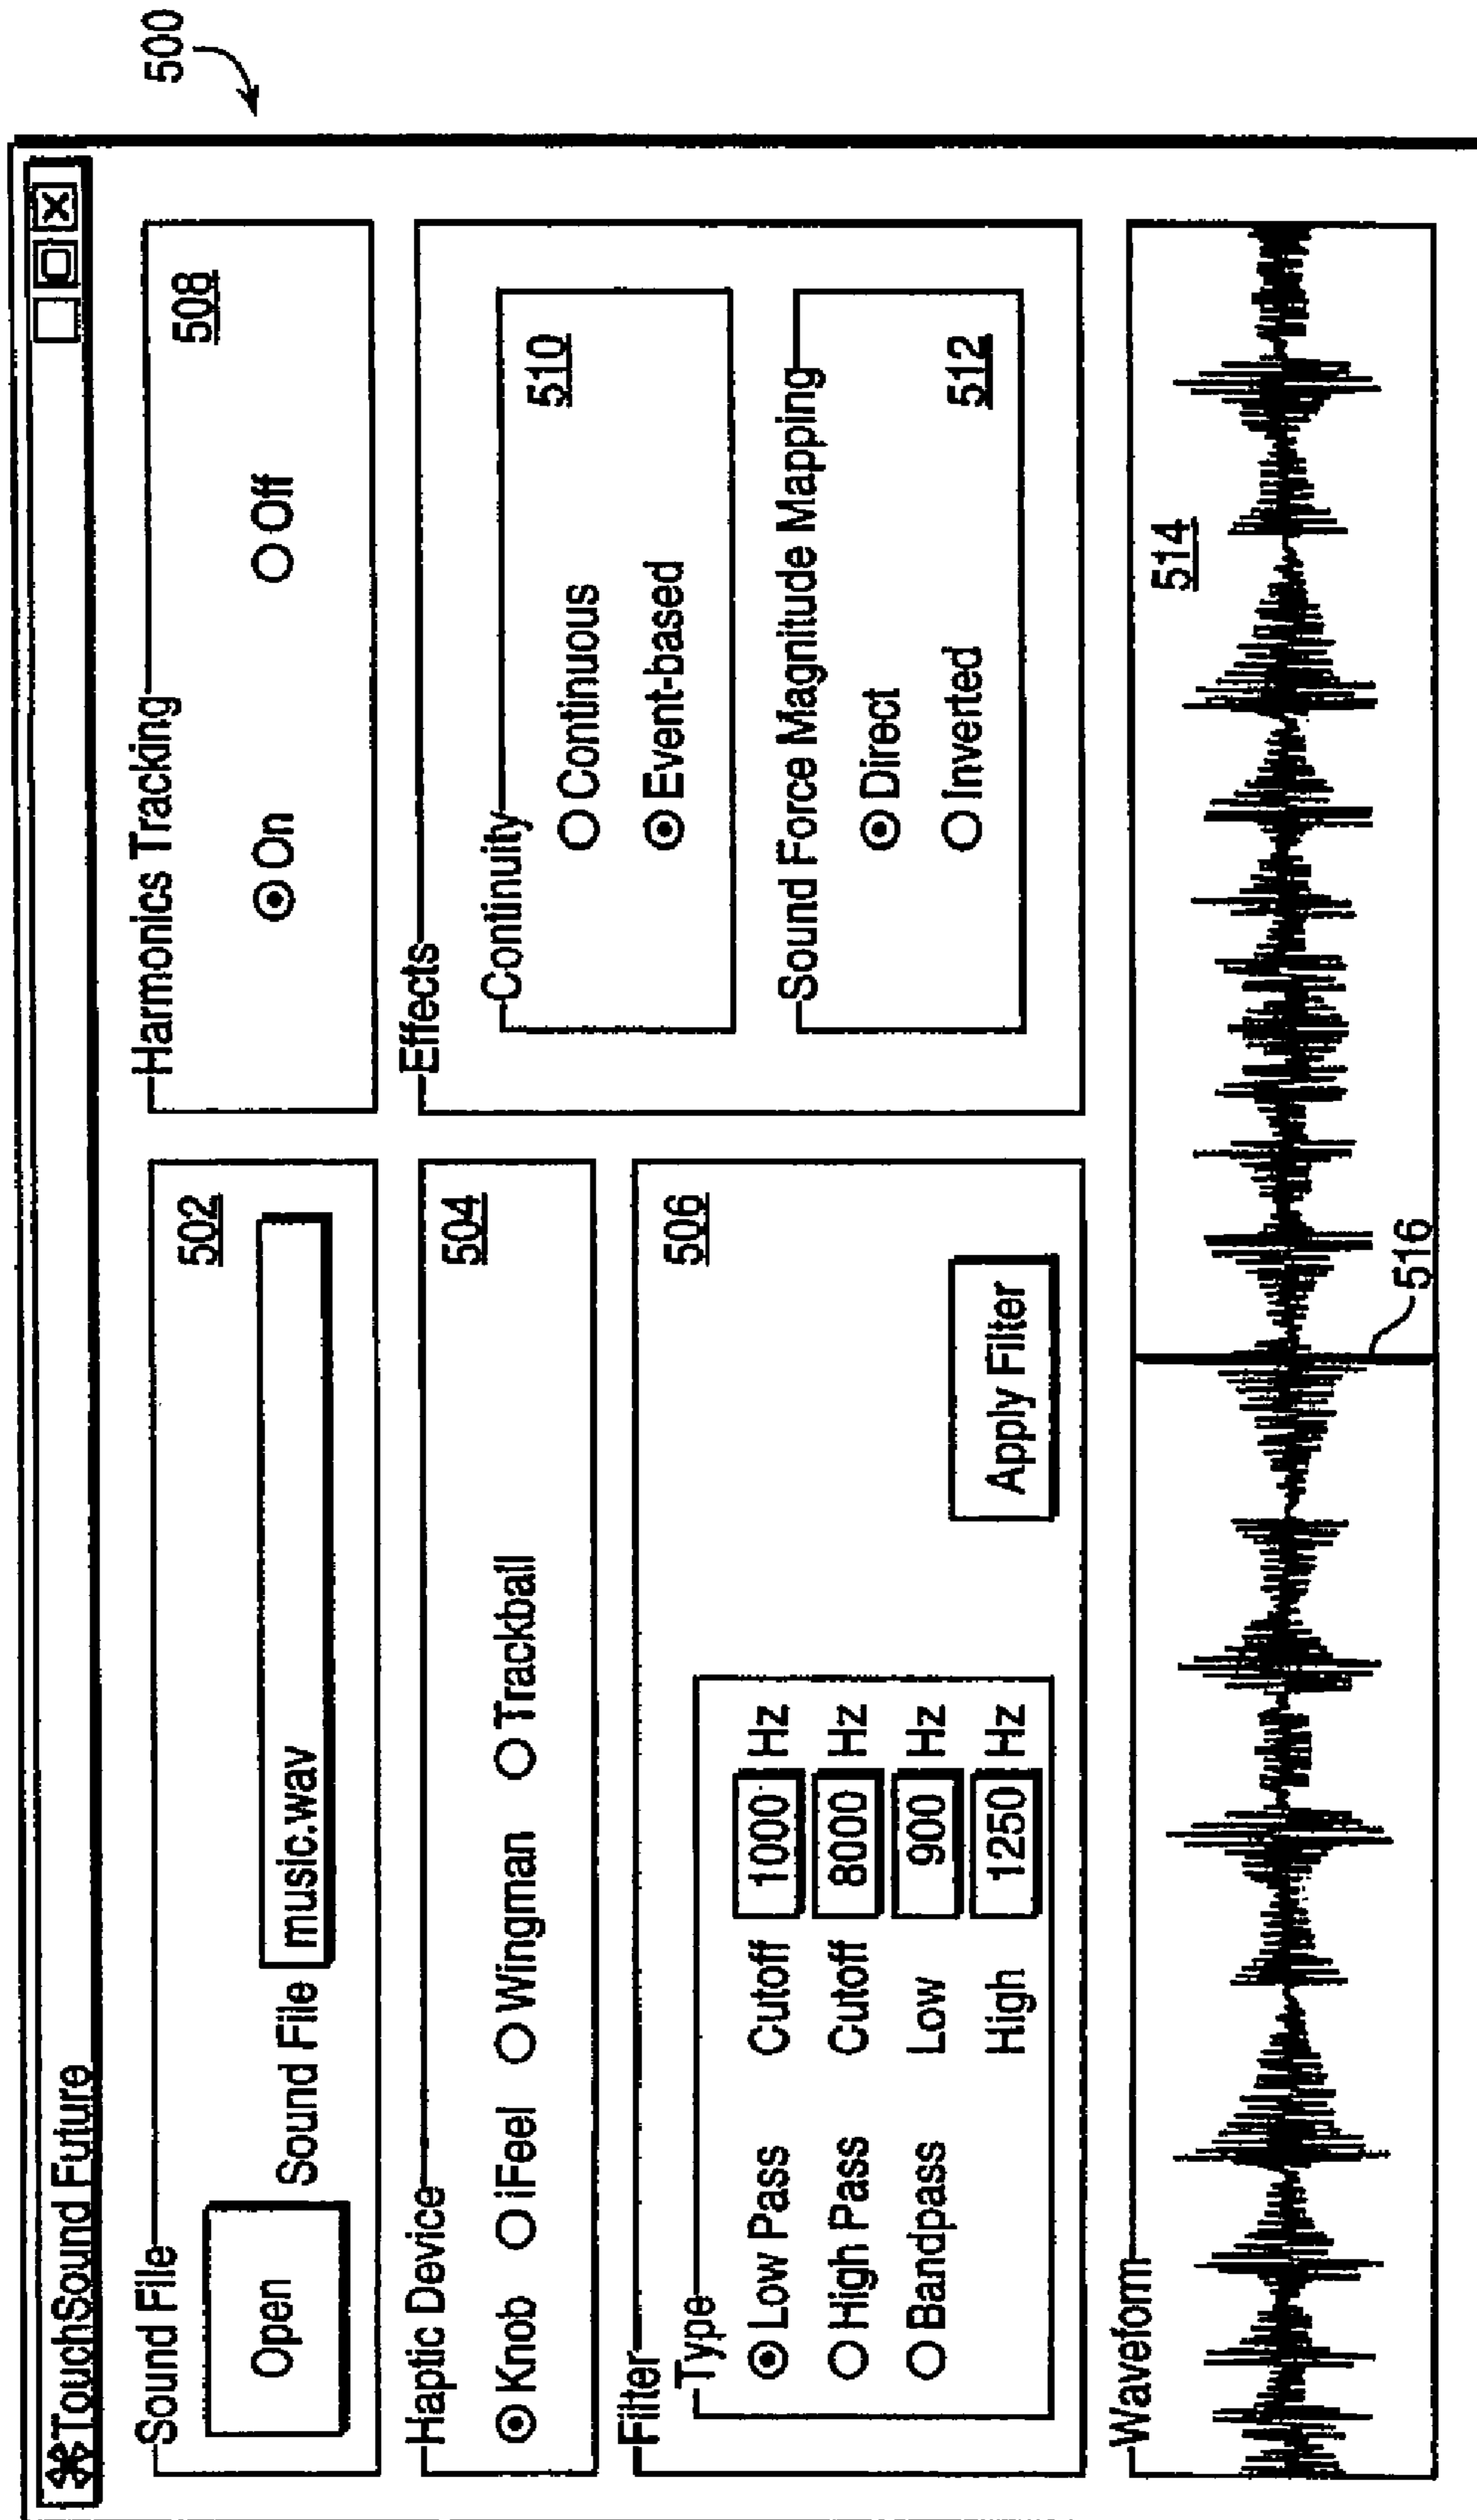 500
TouchSound Future
Sound File
502
Open
Sound File music.wav
Haptic Device
504
Knob iFeel Wingman Trackball
Filter
506
Type
Low Pass Cutoff 1000 Hz
High Pass Cutoff 8000 Hz
Bandpass Low 900 Hz
High 1250 Hz
Apply Filter
Harmonics Tracking
508
On Off
Effects
Continuity
510
Continuous
Event-based
Sound Force Magnitude Mapping
Direct
512
Inverted
Waveform
514
516